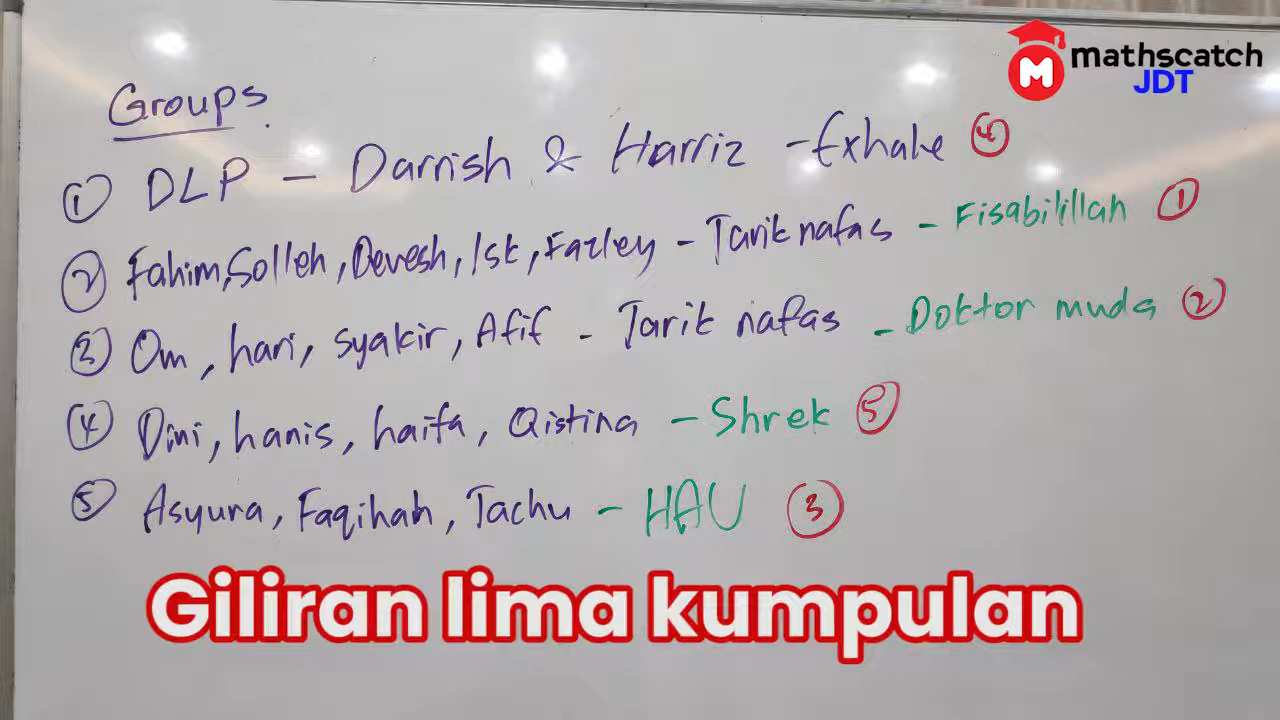 mathscatch
JDT
Groups.
① DLP - Darnish & Harriz - Exhale ④
② Fahim, Solleh, Devesh, Isk, Fazley - Tarik nafas - Fisabilillah ①
③ Om, hari, syakir, Afif - Tarik nafas - Doktor muda ②
④ Dini, hanis, haifa, Qistina - Shrek ⑤
⑤ Asyura, Faqihah, Tachu - HAU ③
Giliran lima kumpulan